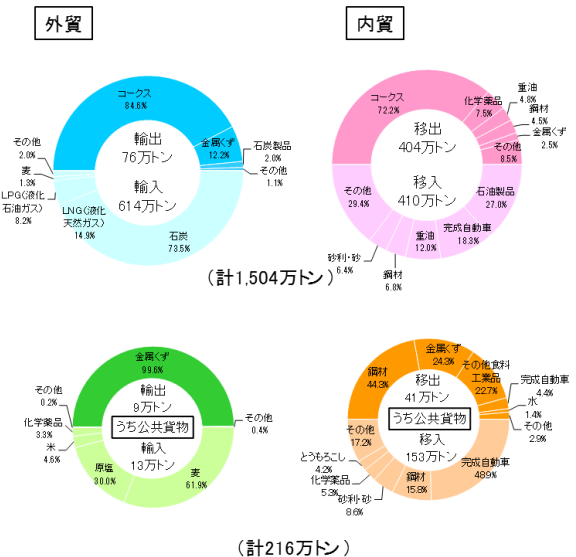 外貿
内貿
コークス
84.6%
金属くず
12.2%
石炭製品
2.0%
その他
1.1%
輸出
76万トン
輸入
614万トン
その他
2.0%
麦
1.3%
LPG(液化
石油ガス)
8.2%
LNG(液化
天然ガス)
14.9%
石炭
73.5%
コークス
72.2%
化学薬品
7.5%
重油
4.8%
鋼材
4.5%
金属くず
2.5%
その他
8.5%
移出
404万トン
移入
410万トン
その他
29.4%
砂利・砂
6.4%
鋼材
6.8%
重油
12.0%
完成自動車
18.3%
石油製品
27.0%
(計1,504万トン)
金属くず
99.6%
その他
0.4%
輸出
9万トン
うち公共貨物
輸入
13万トン
その他
0.2%
化学薬品
3.3%
米
4.6%
原塩
30.0%
麦
61.9%
鋼材
44.3%
金属くず
24.3%
その他食料
工業品
22.7%
完成自動車
4.4%
水
1.4%
その他
2.9%
移出
41万トン
うち公共貨物
移入
153万トン
その他
17.2%
とうもろこし
4.2%
化学薬品
5.3%
砂利・砂
8.6%
鋼材
15.8%
完成自動車
48.9%
(計216万トン)